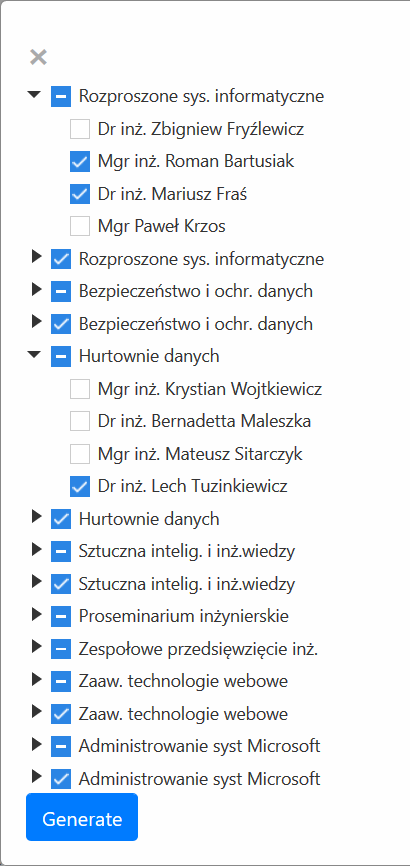 Rozproszone sys. informatyczne
Dr inż. Zbigniew Fryźlewicz
Mgr inż. Roman Bartusiak
Dr inż. Mariusz Fraś
Mgr Paweł Krzos
Rozproszone sys. informatyczne
Bezpieczeństwo i ochr. danych
Bezpieczeństwo i ochr. danych
Hurtownie danych
Mgr inż. Krystian Wojtkiewicz
Dr inż. Bernadetta Maleszka
Mgr inż. Mateusz Sitarczyk
Dr inż. Lech Tuzinkiewicz
Hurtownie danych
Sztuczna intelig. i inż.wiedzy
Sztuczna intelig. i inż.wiedzy
Proseminarium inżynierskie
Zespołowe przedsięwzięcie inż.
Zaaw. technologie webowe
Zaaw. technologie webowe
Administrowanie syst Microsoft
Administrowanie syst Microsoft
Generate